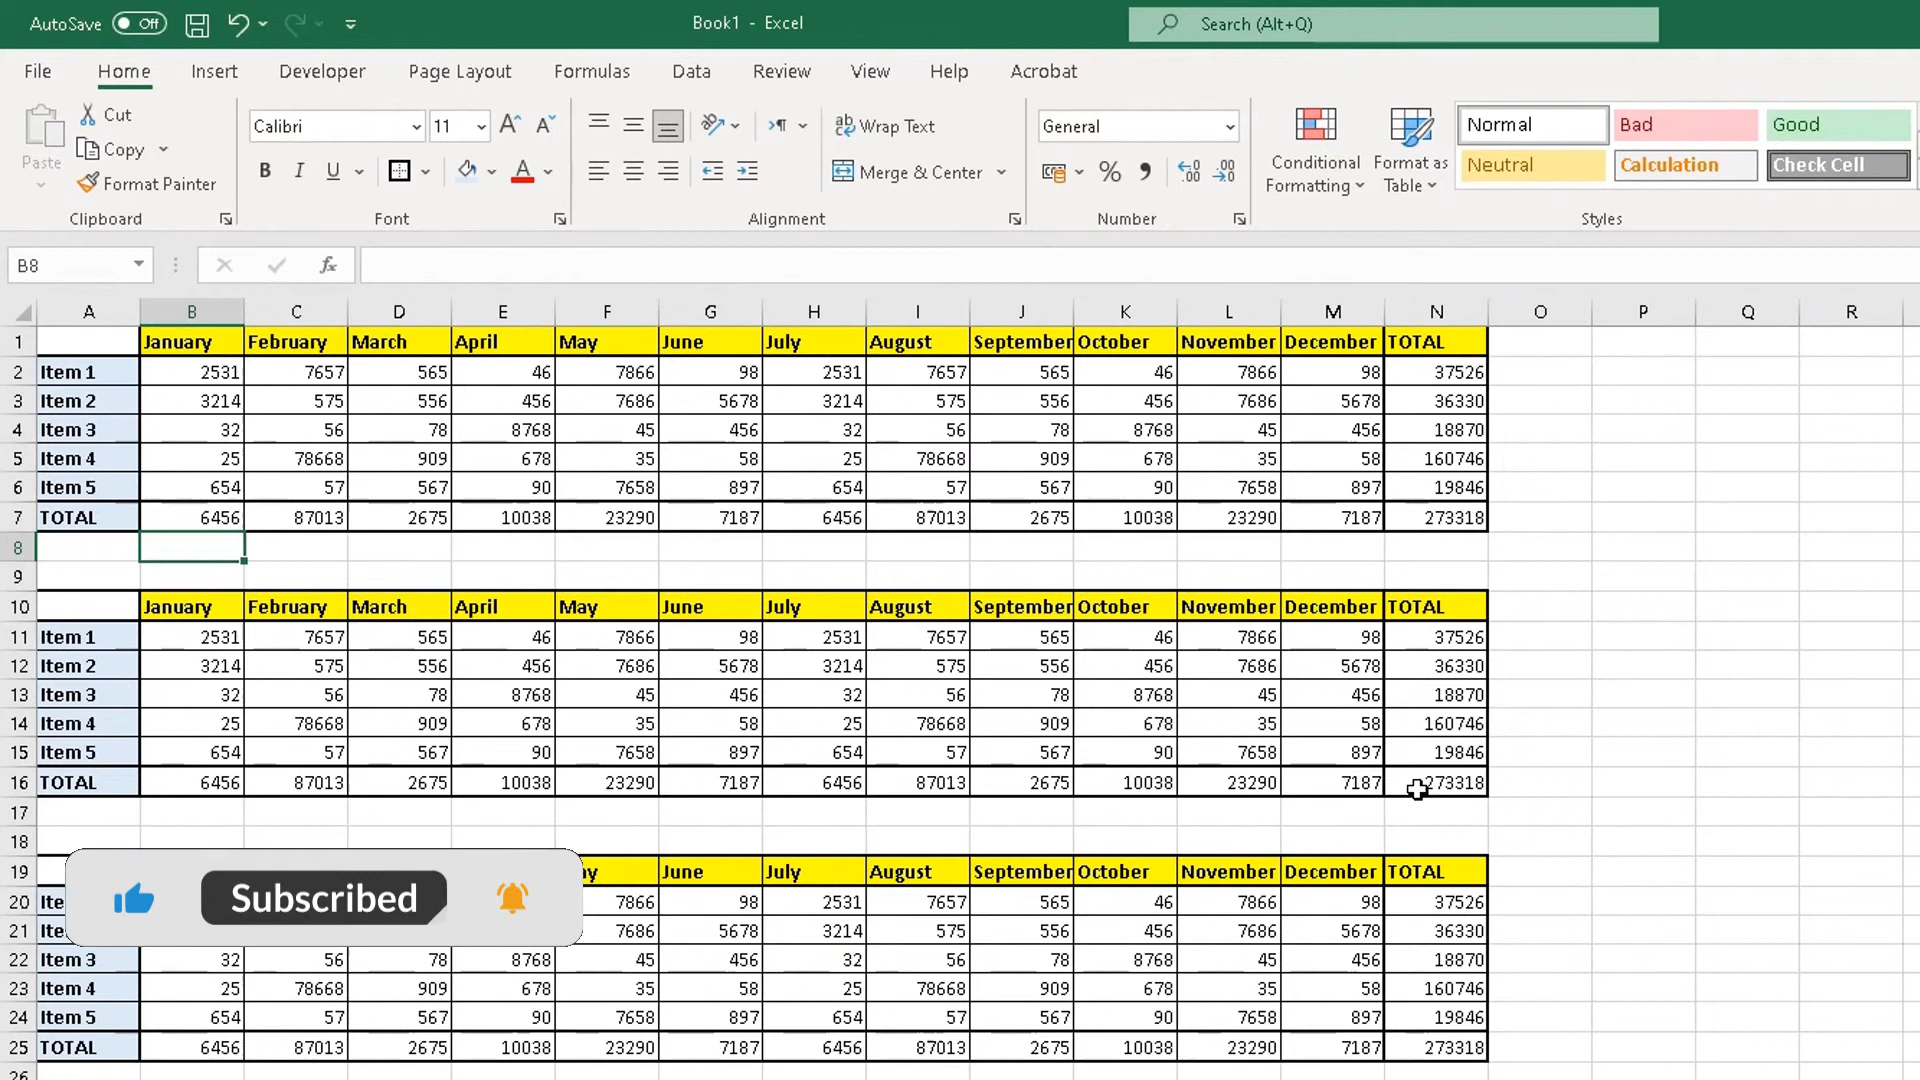 AutoSave Off Book1 - Excel Search (Alt+Q)
File Home Insert Developer Page Layout Formulas Data Review View Help Acrobat
Paste Cut Copy Format Painter Clipboard
Calibri 11 B I U A Font
Wrap Text Merge & Center Alignment
General % Number
Conditional Formatting Format as Table
Normal Bad Good
Neutral Calculation Check Cell
Styles
B8 fx
A B C D E F G H I J K L M N O P Q R
1 January February March April May June July August September October November December TOTAL
2 Item 1 2531 7657 565 46 7866 98 2531 7657 565 46 7866 98 37526
3 Item 2 3214 575 556 456 7686 5678 3214 575 556 456 7686 5678 36330
4 Item 3 32 56 78 8768 45 456 32 56 78 8768 45 456 18870
5 Item 4 25 78668 909 678 35 58 25 78668 909 678 35 58 160746
6 Item 5 654 57 567 90 7658 897 654 57 567 90 7658 897 19846
7 TOTAL 6456 87013 2675 10038 23290 7187 6456 87013 2675 10038 23290 7187 273318
8
9
10 January February March April May June July August September October November December TOTAL
11 Item 1 2531 7657 565 46 7866 98 2531 7657 565 46 7866 98 37526
12 Item 2 3214 575 556 456 7686 5678 3214 575 556 456 7686 5678 36330
13 Item 3 32 56 78 8768 45 456 32 56 78 8768 45 456 18870
14 Item 4 25 78668 909 678 35 58 25 78668 909 678 35 58 160746
15 Item 5 654 57 567 90 7658 897 654 57 567 90 7658 897 19846
16 TOTAL 6456 87013 2675 10038 23290 7187 6456 87013 2675 10038 23290 7187 273318
17
18
19 June July August September October November December TOTAL
Subscribed
20 7866 98 2531 7657 565 46 7866 98 37526
21 7686 5678 3214 575 556 456 7686 5678 36330
22 Item 3 32 56 78 8768 45 456 32 56 78 8768 45 456 18870
23 Item 4 25 78668 909 678 35 58 25 78668 909 678 35 58 160746
24 Item 5 654 57 567 90 7658 897 654 57 567 90 7658 897 19846
25 TOTAL 6456 87013 2675 10038 23290 7187 6456 87013 2675 10038 23290 7187 273318